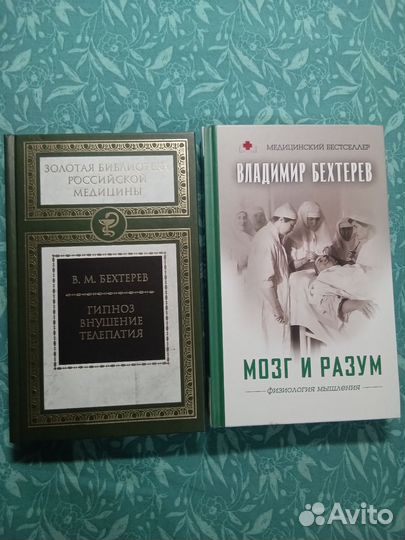 ЗОЛОТАЯ БИБЛИОТЕКА
РОССИЙСКОЙ
МЕДИЦИНЫ
В. М. БЕХТЕРЕВ
ГИПНОЗ
ВНУШЕНИЕ
ТЕЛЕПАТИЯ
МЕДИЦИНСКИЙ БЕСТСЕЛЛЕР
ВЛАДИМИР БЕХТЕРЕВ
МОЗГ И РАЗУМ
ФИЗИОЛОГИЯ МЫШЛЕНИЯ
Avito